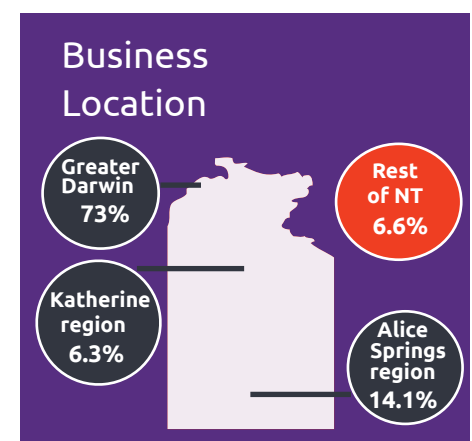 Business
Location
Greater
Darwin
73%
Rest
of NT
6.6%
Katherine
region
6.3%
Alice
Springs
region
14.1%